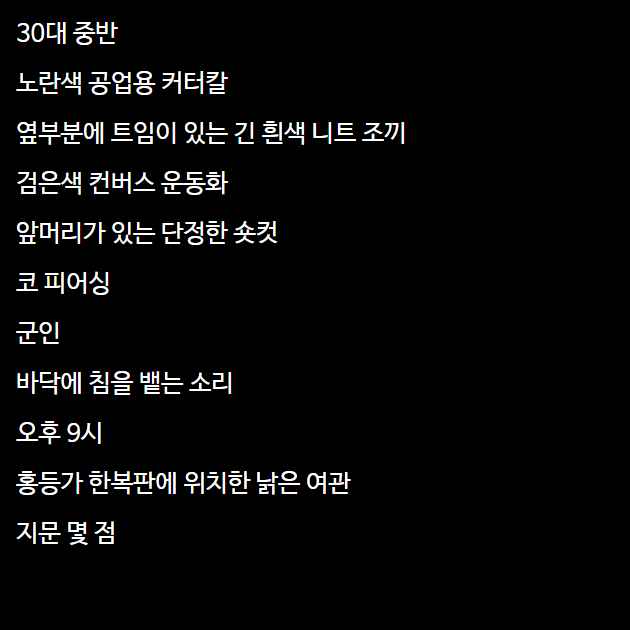 30대 중반
노란색 공업용 커터칼
옆부분에 트임이 있는 긴 흰색 니트 조끼
검은색 컨버스 운동화
앞머리가 있는 단정한 숏컷
코 피어싱
군인
바닥에 침을 뱉는 소리
오후 9시
홍등가 한복판에 위치한 낡은 여관
지문 몇 점